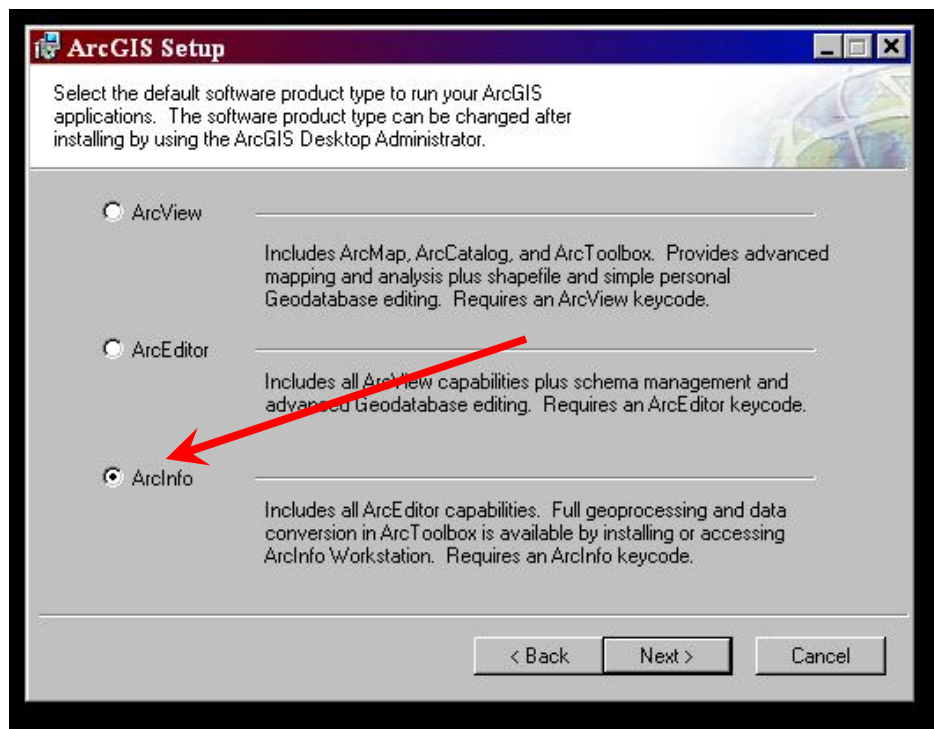 ArcGIS Setup
Select the default software product type to run your ArcGIS
applications. The software product type can be changed after
installing by using the ArcGIS Desktop Administrator.
ArcView
Includes ArcMap, ArcCatalog, and ArcToolbox. Provides advanced
mapping and analysis plus shapefile and simple personal
Geodatabase editing. Requires an ArcView keycode.
ArcEditor
Includes all ArcView capabilities plus schema management and
advanced Geodatabase editing. Requires an ArcEditor keycode.
ArcInfo
Includes all ArcEditor capabilities. Full geoprocessing and data
conversion in ArcToolbox is available by installing or accessing
ArcInfo Workstation. Requires an ArcInfo keycode.
< Back Next > Cancel